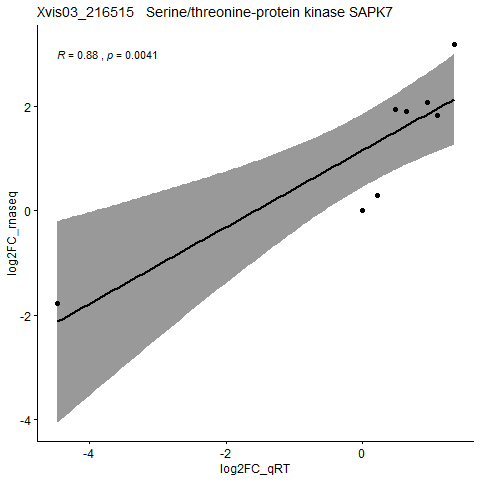 Xvis03_216515   Serine/threonine-protein kinase SAPK7
R = 0.88 , p = 0.0041
2
0
-2
-4
log2FC_rnaseq
-4 -2 0
log2FC_qRT